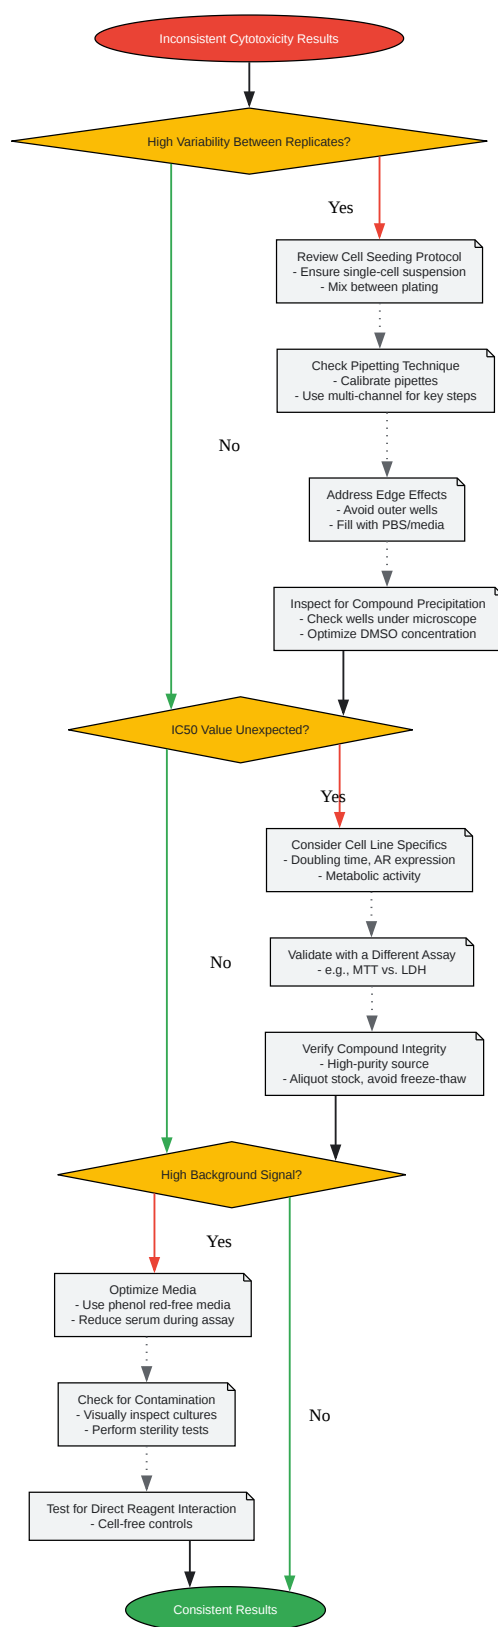 Inconsistent Cytotoxicity Results
High Variability Between Replicates?
Yes
Review Cell Seeding Protocol
- Ensure single-cell suspension
- Mix between plating
Check Pipetting Technique
- Calibrate pipettes
- Use multi-channel for key steps
No
Address Edge Effects
- Avoid outer wells
- Fill with PBS/media
Inspect for Compound Precipitation
- Check wells under microscope
- Optimize DMSO concentration
IC50 Value Unexpected?
Yes
Consider Cell Line Specifics
- Doubling time, AR expression
- Metabolic activity
No
Validate with a Different Assay
- e.g., MTT vs. LDH
Verify Compound Integrity
- High-purity source
- Aliquot stock, avoid freeze-thaw
High Background Signal?
Yes
Optimize Media
- Use phenol red-free media
- Reduce serum during assay
Check for Contamination
- Visually inspect cultures
- Perform sterility tests
No
Test for Direct Reagent Interaction
- Cell-free controls
Consistent Results